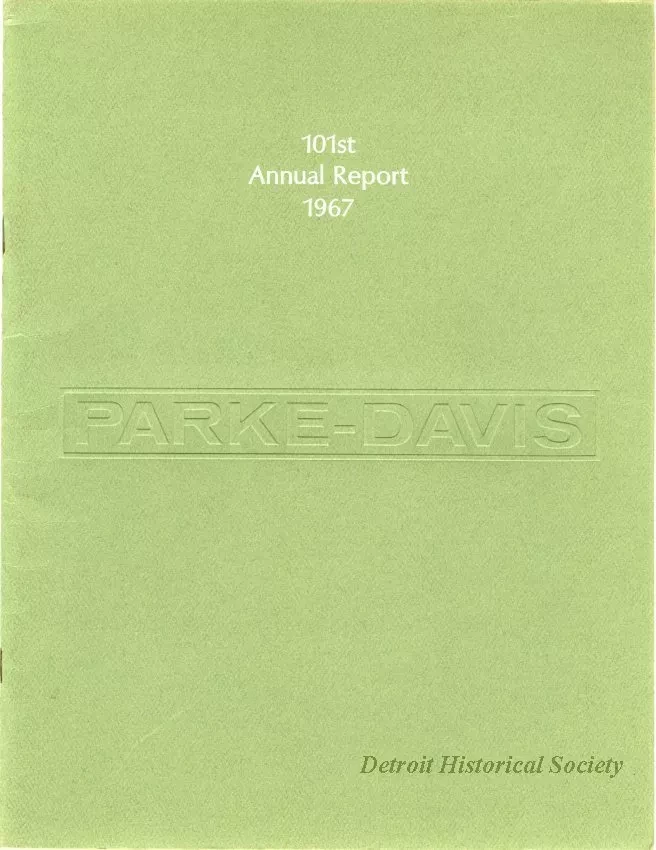 101st
Annual Report
1967
PARKE-DAVIS
Detroit Historical Society